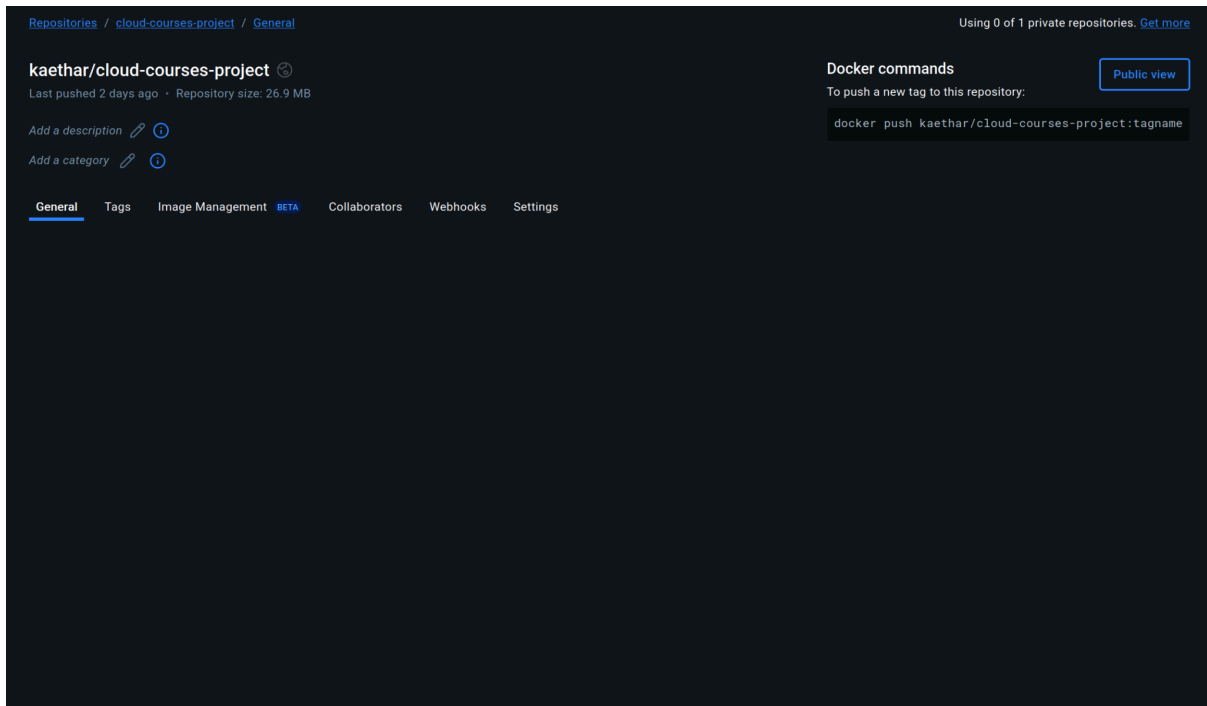 Repositories / cloud-courses-project / General
Using 0 of 1 private repositories. Get more
kaethar/cloud-courses-project
Last pushed 2 days ago • Repository size: 26.9 MB
Add a description
Add a category
Docker commands
Public view
To push a new tag to this repository:
docker push kaethar/cloud-courses-project:tagname
General Tags Image Management BETA Collaborators Webhooks Settings